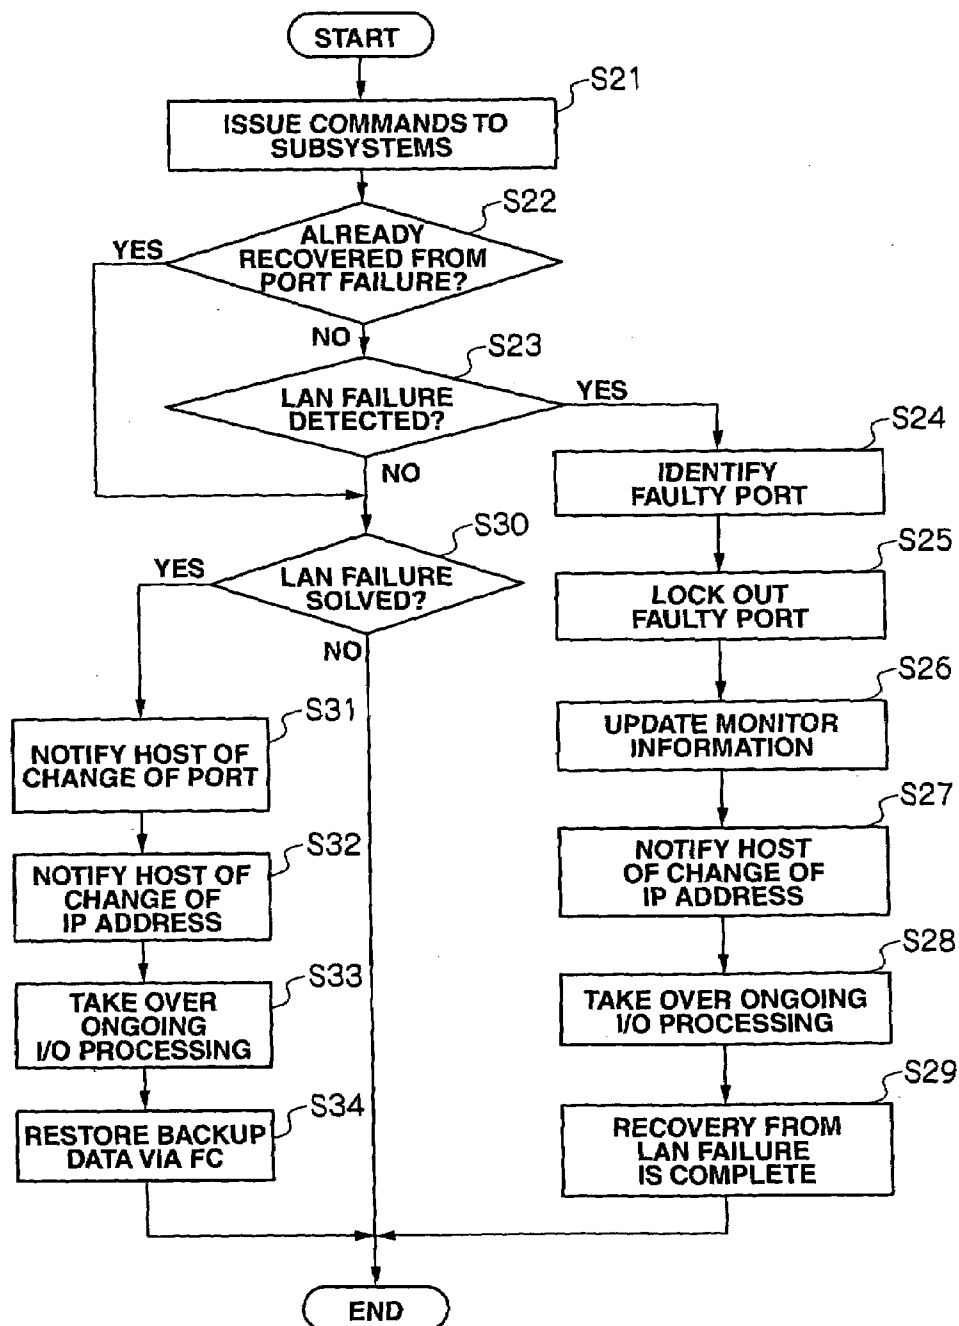 START
S21
ISSUE COMMANDS TO
SUBSYSTEMS
S22
ALREADY
RECOVERED FROM
PORT FAILURE?
YES
NO
S23
LAN FAILURE
DETECTED?
YES
NO
S24
IDENTIFY
FAULTY PORT
S25
LOCK OUT
FAULTY PORT
S26
UPDATE MONITOR
INFORMATION
S27
NOTIFY HOST
OF CHANGE OF
IP ADDRESS
S28
TAKE OVER ONGOING
I/O PROCESSING
S29
RECOVERY FROM
LAN FAILURE
IS COMPLETE
S30
LAN FAILURE
SOLVED?
YES
NO
S31
NOTIFY HOST OF
CHANGE OF PORT
S32
NOTIFY HOST OF
CHANGE OF
IP ADDRESS
S33
TAKE OVER
ONGOING
I/O PROCESSING
S34
RESTORE BACKUP
DATA VIA FC
END